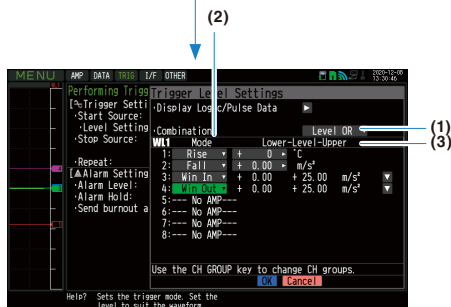 (2)
MENU AMP DATA TRIG I/F OTHER 2020-12-08
13:30:46
Performing Trigg
Trigger Level Settings
[Trigger Setti
·Display Logic/Pulse Data
·Start Source:
·Level Setting
·Combination Level OR (1)
·Stop Source:
WL1 Mode Lower-Level-Upper (3)
1: Rise + 0 °C
·Repeat:
2: Fall + 0.00 m/s²
[Alarm Setting
3: Win In + 0.00 + 25.00 m/s²
·Alarm Level:
4: Win Out + 0.00 + 25.00 m/s²
·Alarm Hold:
5:--- No AMP---
·Send burnout a
6:--- No AMP---
7:--- No AMP---
8:--- No AMP---
Use the CH GROUP key to change CH groups.
OK Cancel
Help? Sets the trigger mode. Set the
level to suit the waveform